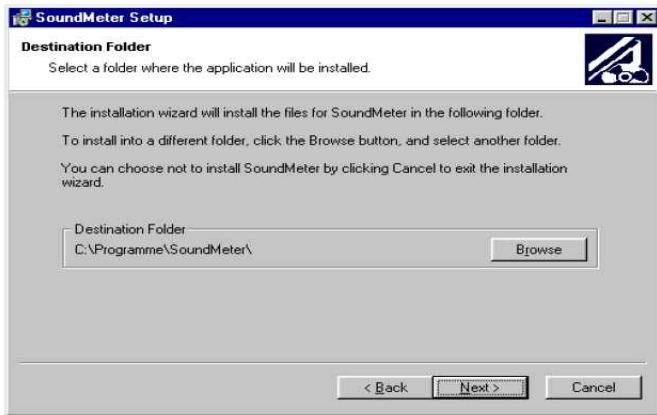 SoundMeter Setup
Destination Folder
Select a folder where the application will be installed.
The installation wizard will install the files for SoundMeter in the following folder.
To install into a different folder, click the Browse button, and select another folder.
You can choose not to install SoundMeter by clicking Cancel to exit the installation
wizard.
Destination Folder
C:\Programme\SoundMeter\
Browse
< Back
Next >
Cancel